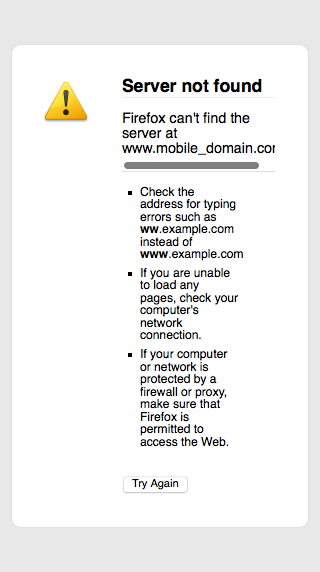 Server not found
Firefox can't find the
server at
www.mobile_domain.cor
Check the
address for typing
errors such as
ww.example.com
instead of
www.example.com
If you are unable
to load any
pages, check your
computer's
network
connection.
If your computer
or network is
protected by a
firewall or proxy,
make sure that
Firefox is
permitted to
access the Web.
Try Again